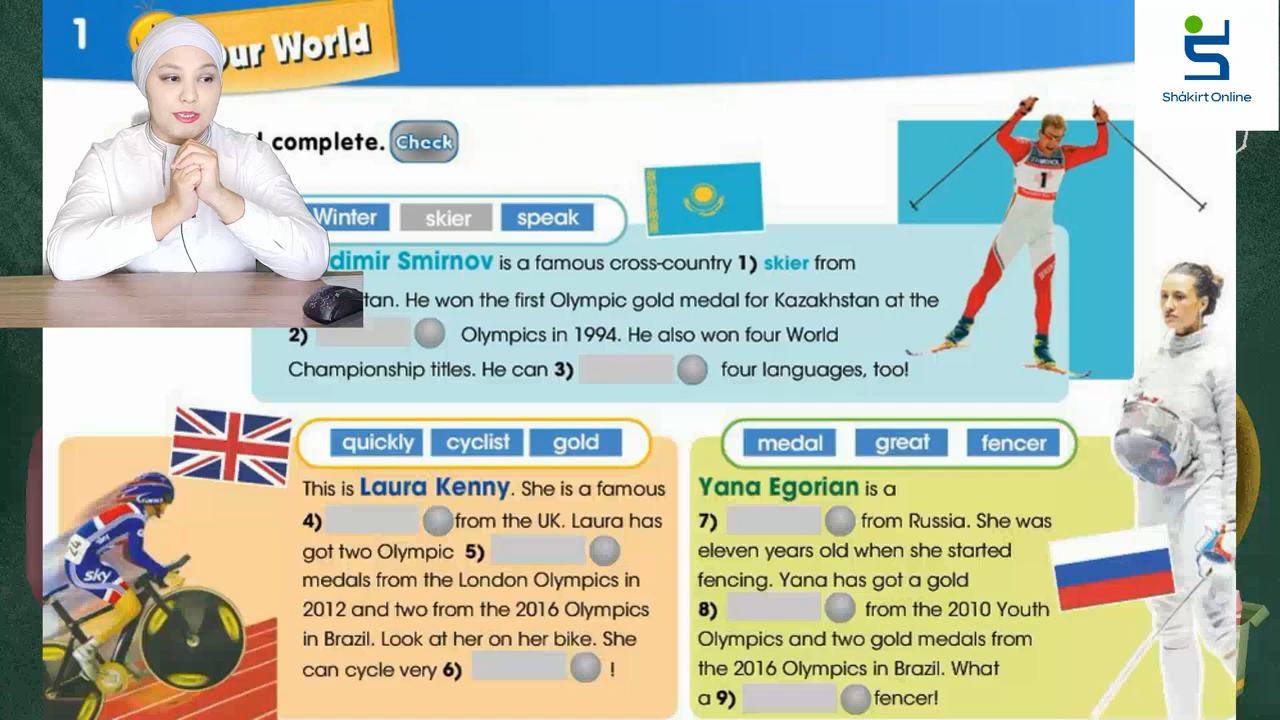 1
Our World
Shákirt Online
complete. Check
Winter skier speak
dimir Smirnov is a famous cross-country 1) skier from
tan. He won the first Olympic gold medal for Kazakhstan at the
2) Olympics in 1994. He also won four World
Championship titles. He can 3) four languages, too!
1
quickly cyclist gold
This is Laura Kenny. She is a famous
4) from the UK. Laura has
got two Olympic 5)
medals from the London Olympics in
2012 and two from the 2016 Olympics
in Brazil. Look at her on her bike. She
can cycle very 6) !
24
sky
medal great fencer
Yana Egorian is a
7) from Russia. She was
eleven years old when she started
fencing. Yana has got a gold
8) from the 2010 Youth
Olympics and two gold medals from
the 2016 Olympics in Brazil. What
a 9) fencer!